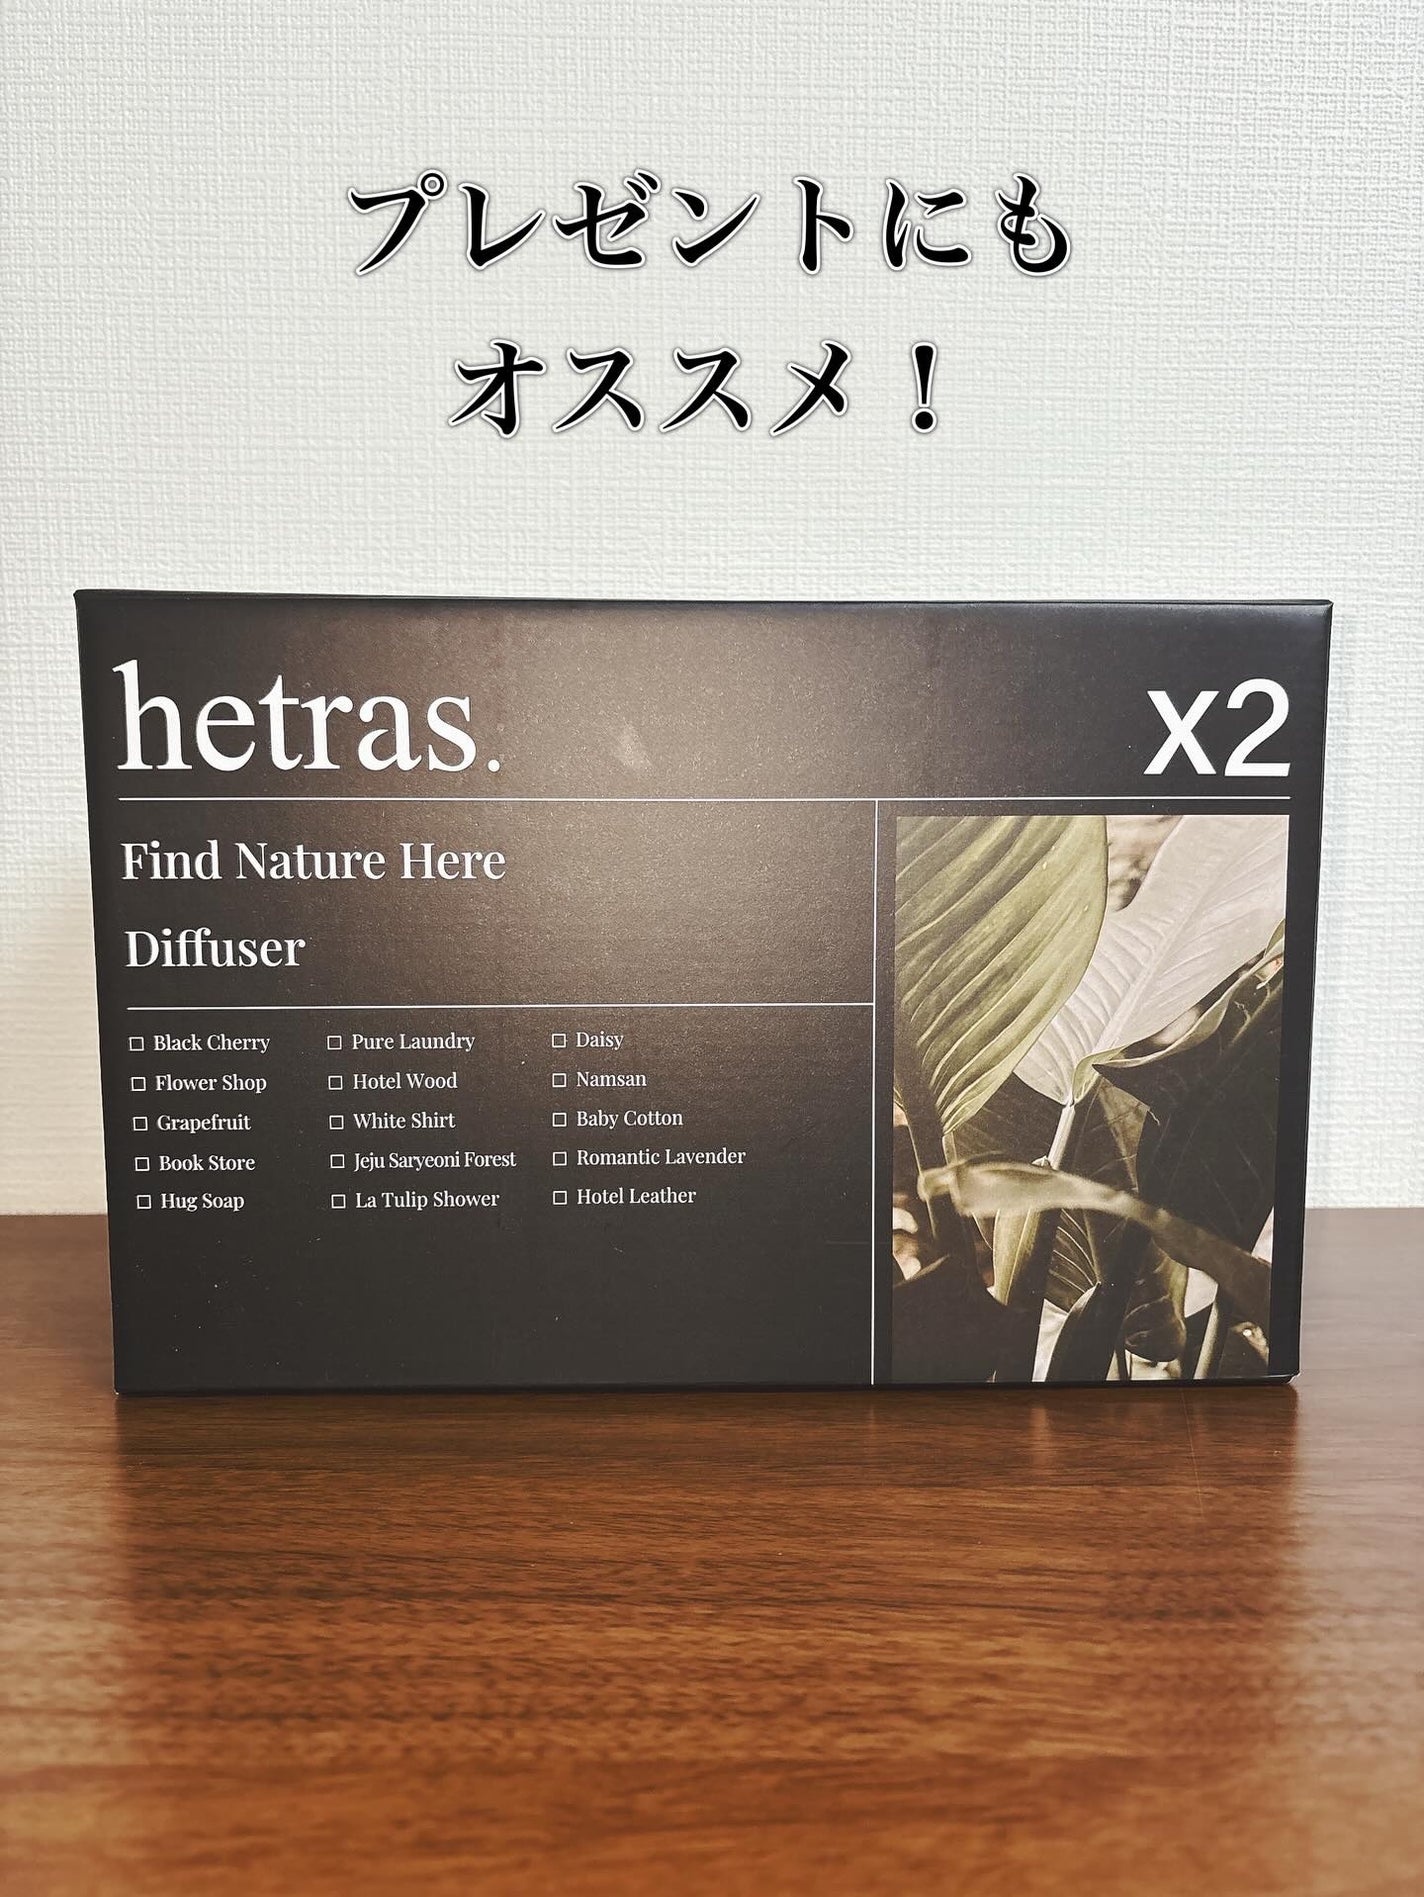 プレゼントにも
オススメ！
hetras.
x2
Find Nature Here
Diffuser
☐ Black Cherry
☐ Flower Shop
☐ Grapefruit
☐ Book Store
☐ Hug Soap
☐ Pure Laundry
☐ Hotel Wood
☐ White Shirt
☐ Jeju Saryeoni Forest
☐ La Tulip Shower
☐ Daisy
☐ Namsan
☐ Baby Cotton
☐ Romantic Lavender
☐ Hotel Leather